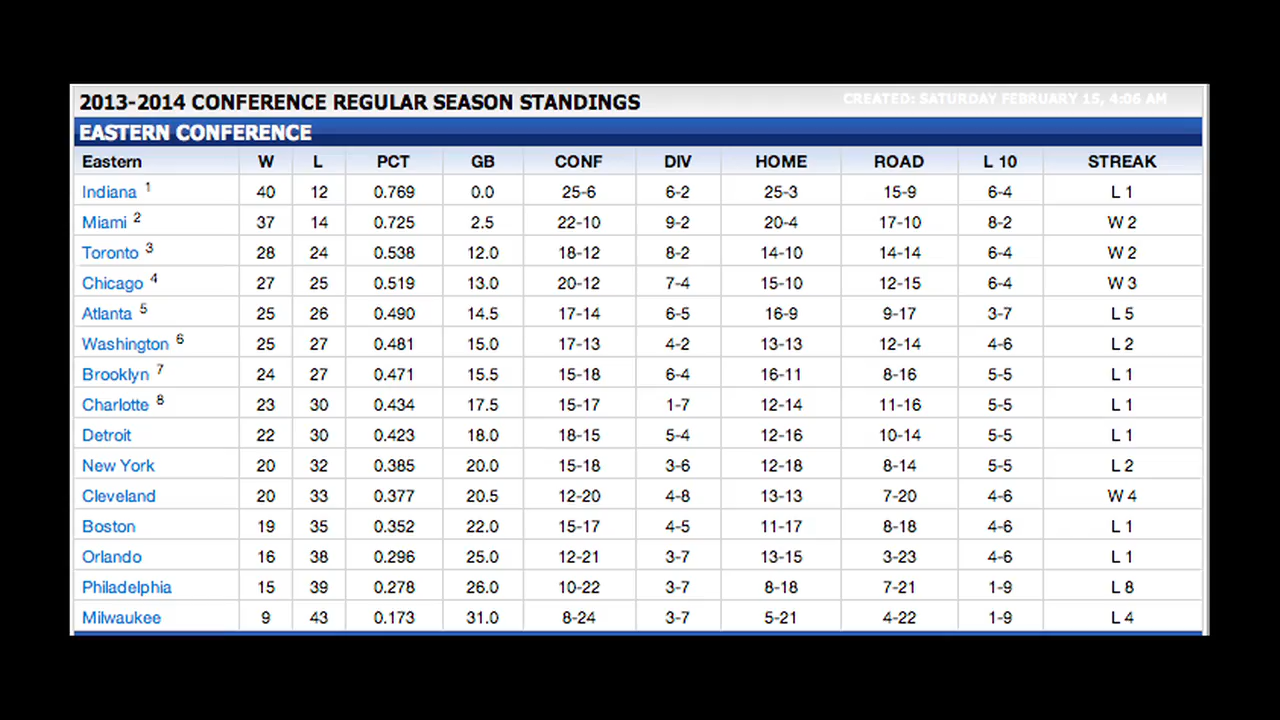 2013-2014 CONFERENCE REGULAR SEASON STANDINGS CREATED: SATURDAY FEBRUARY 15, 4:06 AM
EASTERN CONFERENCE
Eastern W L PCT GB CONF DIV HOME ROAD L 10 STREAK
Indiana 1 40 12 0.769 0.0 25-6 6-2 25-3 15-9 6-4 L 1
Miami 2 37 14 0.725 2.5 22-10 9-2 20-4 17-10 8-2 W 2
Toronto 3 28 24 0.538 12.0 18-12 8-2 14-10 14-14 6-4 W 2
Chicago 4 27 25 0.519 13.0 20-12 7-4 15-10 12-15 6-4 W 3
Atlanta 5 25 26 0.490 14.5 17-14 6-5 16-9 9-17 3-7 L 5
Washington 6 25 27 0.481 15.0 17-13 4-2 13-13 12-14 4-6 L 2
Brooklyn 7 24 27 0.471 15.5 15-18 6-4 16-11 8-16 5-5 L 1
Charlotte 8 23 30 0.434 17.5 15-17 1-7 12-14 11-16 5-5 L 1
Detroit 22 30 0.423 18.0 18-15 5-4 12-16 10-14 5-5 L 1
New York 20 32 0.385 20.0 15-18 3-6 12-18 8-14 5-5 L 2
Cleveland 20 33 0.377 20.5 12-20 4-8 13-13 7-20 4-6 W 4
Boston 19 35 0.352 22.0 15-17 4-5 11-17 8-18 4-6 L 1
Orlando 16 38 0.296 25.0 12-21 3-7 13-15 3-23 4-6 L 1
Philadelphia 15 39 0.278 26.0 10-22 3-7 8-18 7-21 1-9 L 8
Milwaukee 9 43 0.173 31.0 8-24 3-7 5-21 4-22 1-9 L 4